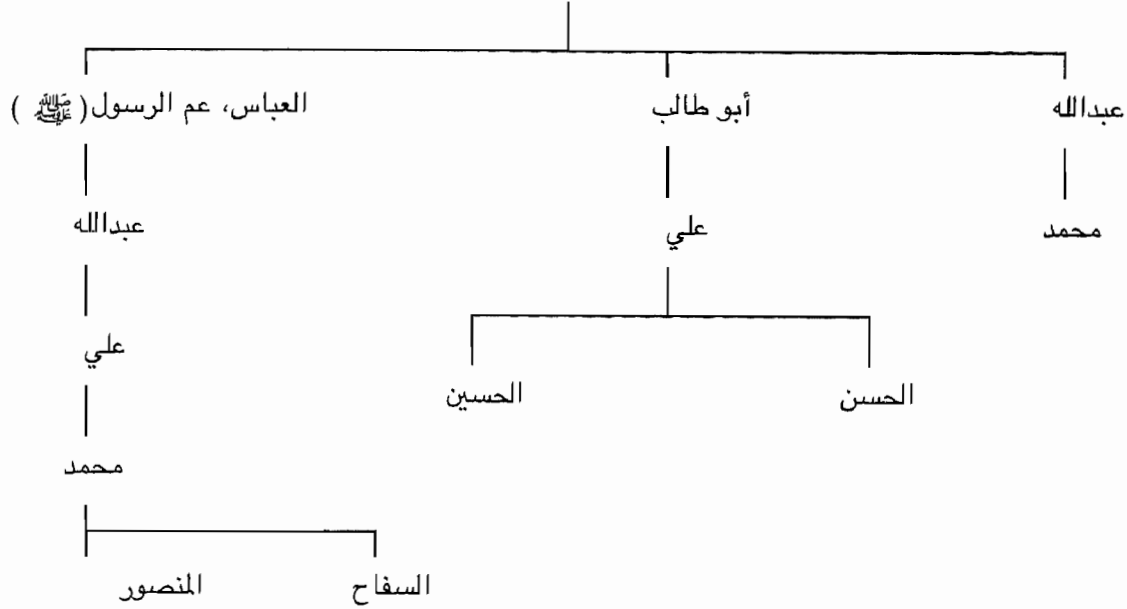 عبدالله أبو طالب العباس، عم الرسول (ﷺ)
محمد علي عبدالله
علي
الحسن الحسين
محمد
السفاح المنصور